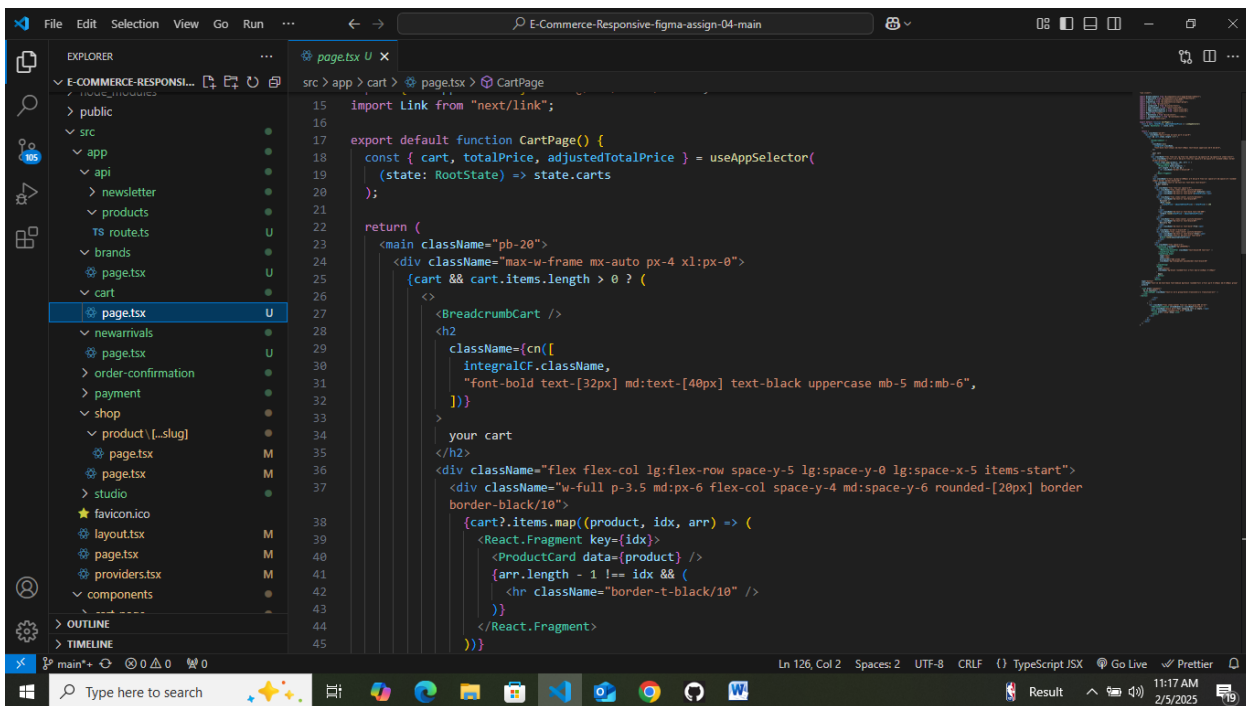 File Edit Selection View Go Run ···
E-Commerce-Responsive-figma-assign-04-main
EXPLORER ···
E-COMMERCE-RESPONSI...
node_modules
> public
src
app
api
> newsletter
products
TS route.ts U
brands
page.tsx U
cart
page.tsx U
newarrivals
page.tsx U
> order-confirmation
> payment
shop
product\[...slug]
page.tsx M
page.tsx M
> studio
favicon.ico
layout.tsx M
page.tsx M
providers.tsx M
components
> OUTLINE
> TIMELINE
105
page.tsx U ×
src > app > cart > page.tsx > CartPage
15 import Link from "next/link";
16
17 export default function CartPage() {
18 const { cart, totalPrice, adjustedTotalPrice } = useAppSelector(
19 (state: RootState) => state.carts
20 );
21
22 return (
23 <main className="pb-20">
24 <div className="max-w-frame mx-auto px-4 xl:px-0">
25 {cart && cart.items.length > 0 ? (
26 <>
27 <BreadcrumbCart />
28 <h2
29 className={cn([
30 integralCF.className,
31 "font-bold text-[32px] md:text-[40px] text-black uppercase mb-5 md:mb-6",
32 ])}
33 >
34 your cart
35 </h2>
36 <div className="flex flex-col lg:flex-row space-y-5 lg:space-y-0 lg:space-x-5 items-start">
37 <div className="w-full p-3.5 md:px-6 flex-col space-y-4 md:space-y-6 rounded-[20px] border
border-black/10">
38 {cart?.items.map((product, idx, arr) => (
39 <React.Fragment key={idx}>
40 <ProductCard data={product} />
41 {arr.length - 1 !== idx && (
42 <hr className="border-t-black/10" />
43 )}
44 </React.Fragment>
45 ))}
main*+ 0 0 0 Ln 126, Col 2 Spaces: 2 UTF-8 CRLF {} TypeScript JSX Go Live Prettier
Type here to search Result 11:17 AM
2/5/2025 19